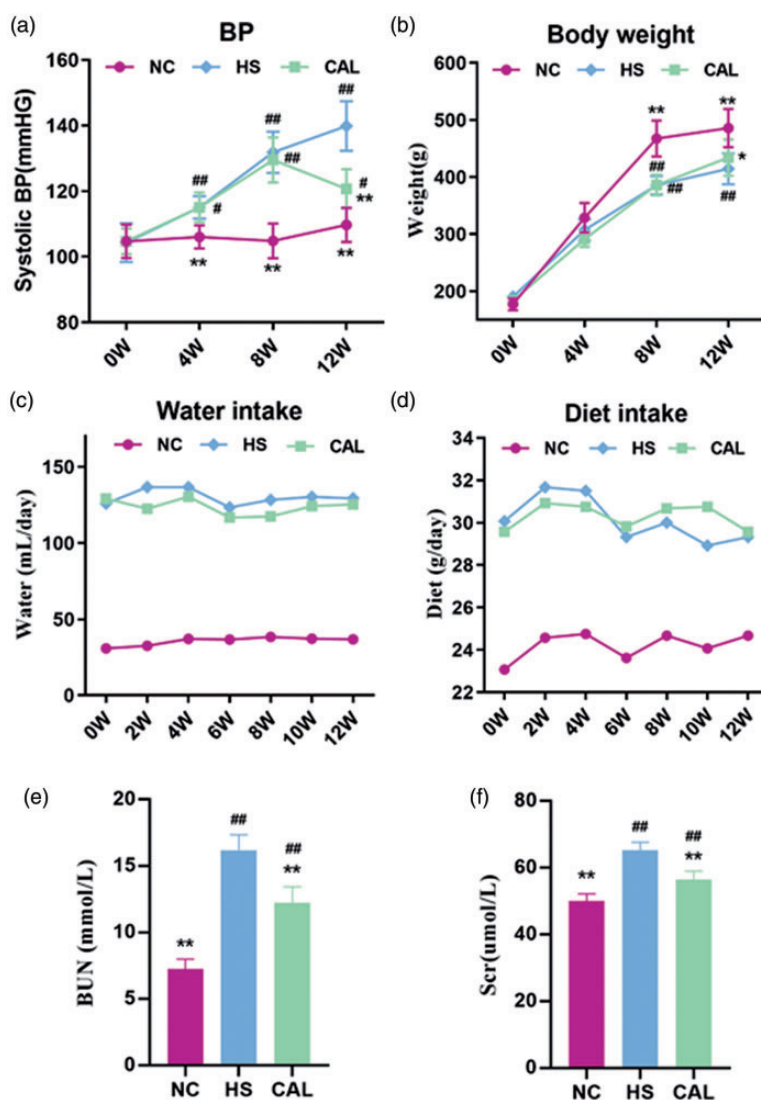 (a)
BP
NC HS CAL
Systolic BP(mmHG)
160
140
120
100
80
##
##
##
##
#
#
**
**
**
**
0W 4W 8W 12W
(b)
Body weight
NC HS CAL
Weight(g)
600
500
400
300
200
**
**
##
##
*
##
0W 4W 8W 12W
(c)
Water intake
NC HS CAL
Water (mL/day)
150
100
50
0
0W 2W 4W 6W 8W 10W 12W
(d)
Diet intake
NC HS CAL
Diet (g/day)
34
32
30
28
26
24
22
0W 2W 4W 6W 8W 10W 12W
(e)
BUN (mmol/L)
20
15
10
5
0
**
##
##
**
NC HS CAL
(f)
Scr(umol/L)
80
60
40
20
0
**
##
##
**
NC HS CAL